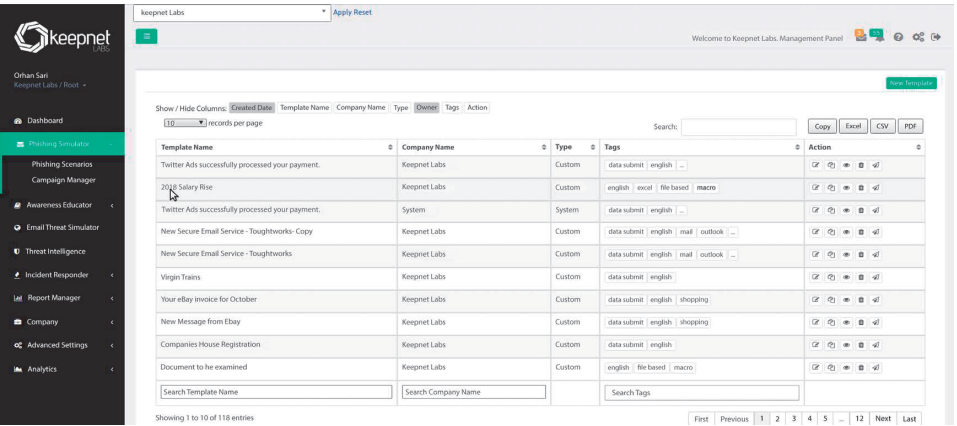 keepnet Labs Apply Reset
keepnet
LABS
Welcome to Keepnet Labs. Management Panel
Orhan Sari
Keepnet Labs / Root
New Template
Show / Hide Columns: Created Date Template Name Company Name Type Owner Tags Action
10 records per page Search: Copy Excel CSV PDF
Dashboard
Phishing Simulator
Phishing Scenarios
Campaign Manager
Awareness Educator
Email Threat Simulator
Threat Intelligence
Incident Responder
Report Manager
Company
Advanced Settings
Analytics
Template Name Company Name Type Tags Action
Twitter Ads successfully processed your payment. Keepnet Labs Custom data submit english ...
2018 Salary Rise Keepnet Labs Custom english excel file based macro
Twitter Ads successfully processed your payment. System System data submit english ...
New Secure Email Service - Toughtworks- Copy Keepnet Labs Custom data submit english mail outlook ...
New Secure Email Service - Toughtworks Keepnet Labs Custom data submit english mail outlook ...
Virgin Trains Keepnet Labs Custom data submit english
Your eBay invoice for October Keepnet Labs Custom data submit english shopping
New Message from Ebay Keepnet Labs Custom data submit english shopping
Companies House Registration Keepnet Labs Custom data submit english
Document to be examined Keepnet Labs Custom english file based macro
Search Template Name Search Company Name Search Tags
Showing 1 to 10 of 118 entries First Previous 1 2 3 4 5 ... 12 Next Last